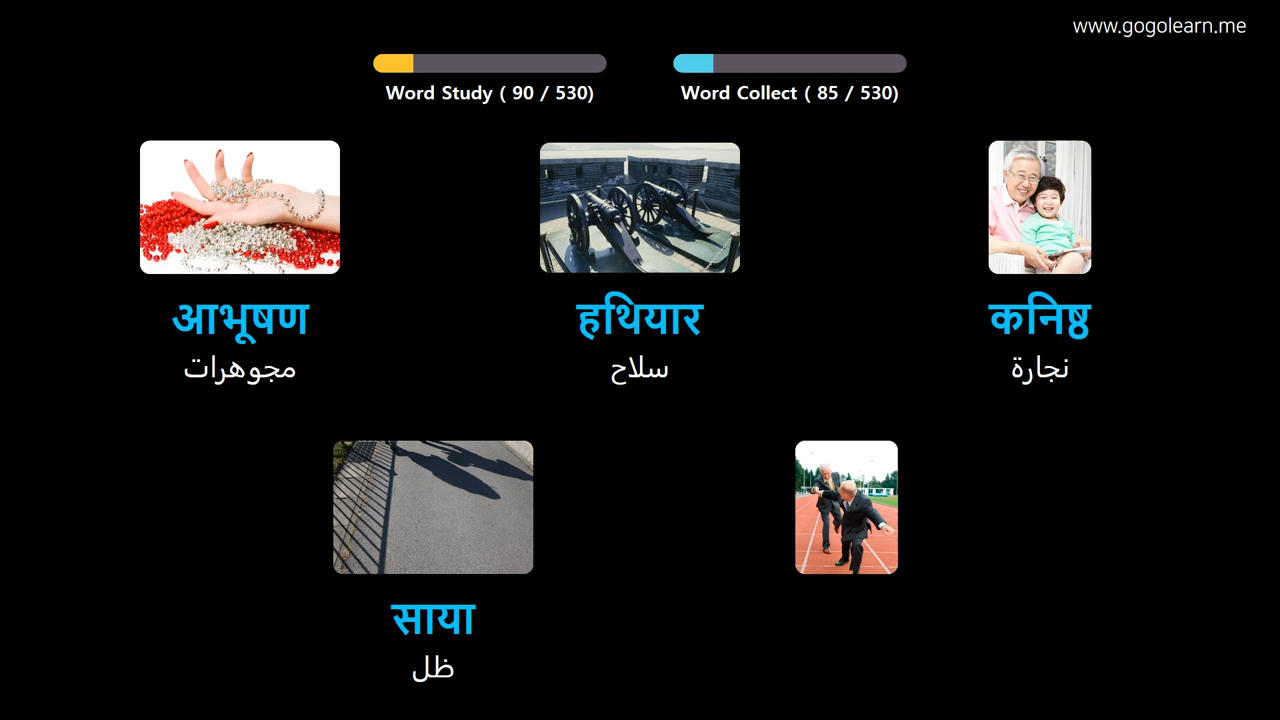 www.gogolearn.me
Word Study ( 90 / 530)
Word Collect ( 85 / 530)
आभूषण
مجوهرات
हथियार
سلاح
कनिष्ठ
نجارة
साया
ظل